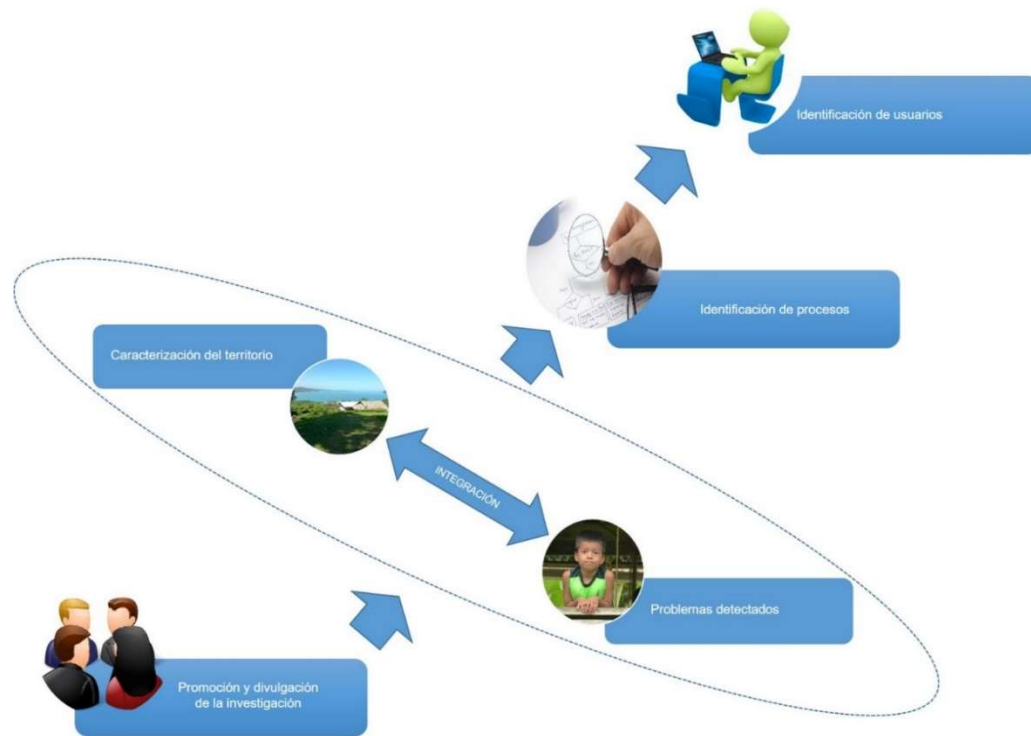 Identificación de usuarios
Identificación de procesos
Caracterización del territorio
INTEGRACIÓN
Problemas detectados
Promoción y divulgación
de la investigación